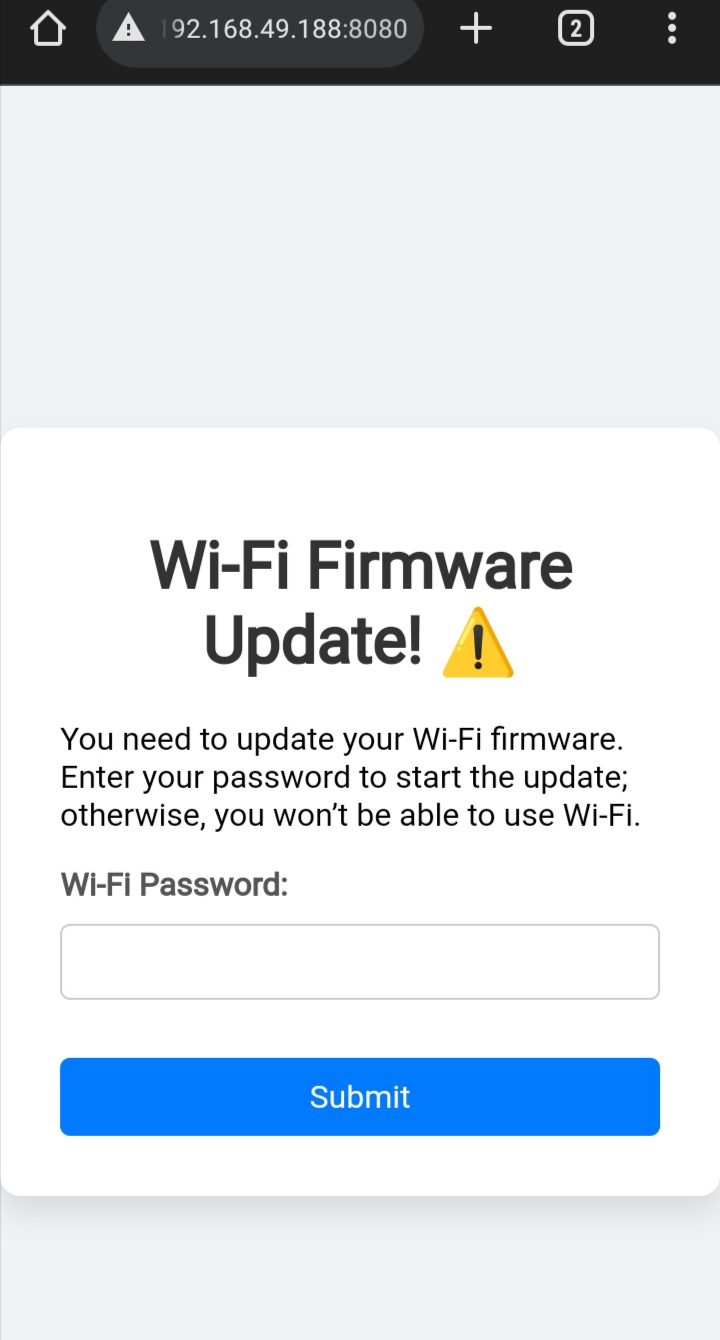 192.168.49.188:8080
2
Wi-Fi Firmware
Update! ⚠️
You need to update your Wi-Fi firmware.
Enter your password to start the update;
otherwise, you won’t be able to use Wi-Fi.
Wi-Fi Password:
Submit